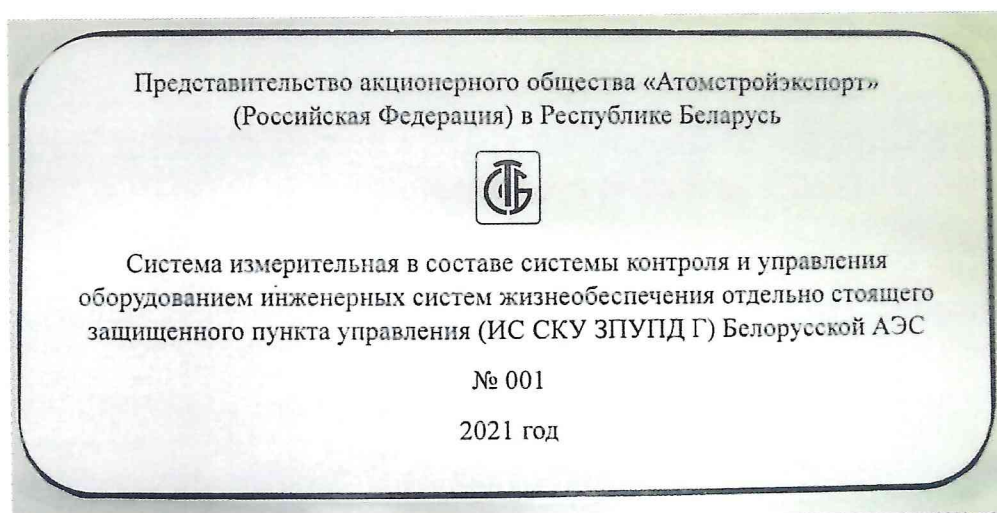 Представительство акционерного общества «Атомстройэкспорт»
(Российская Федерация) в Республике Беларусь
СТБ
Система измерительная в составе системы контроля и управления
оборудованием инженерных систем жизнеобеспечения отдельно стоящего
защищенного пункта управления (ИС СКУ ЗПУПД Г) Белорусской АЭС
№ 001
2021 год